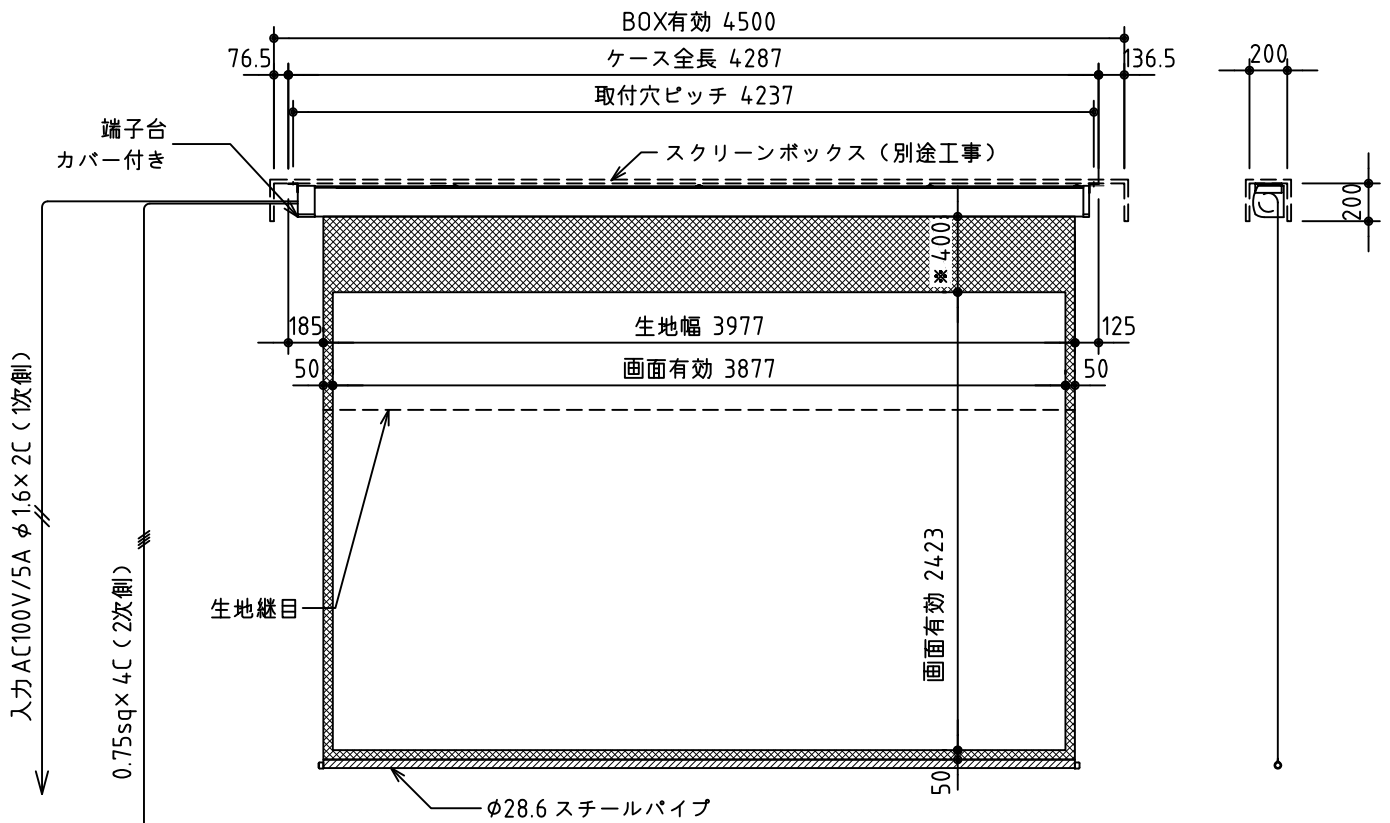 BOX有効 4500
76.5
ケース全長 4287
136.5
200
取付穴ピッチ 4237
端子台
カバー付き
スクリーンボックス（別途工事）
200
※ 400
185
生地幅 3977
125
50
画面有効 3877
50
入力AC100V/5A φ1.6×2C（1次側）
0.75sq×4C（2次側）
生地継目
画面有効 2423
50
φ28.6 スチールパイプ